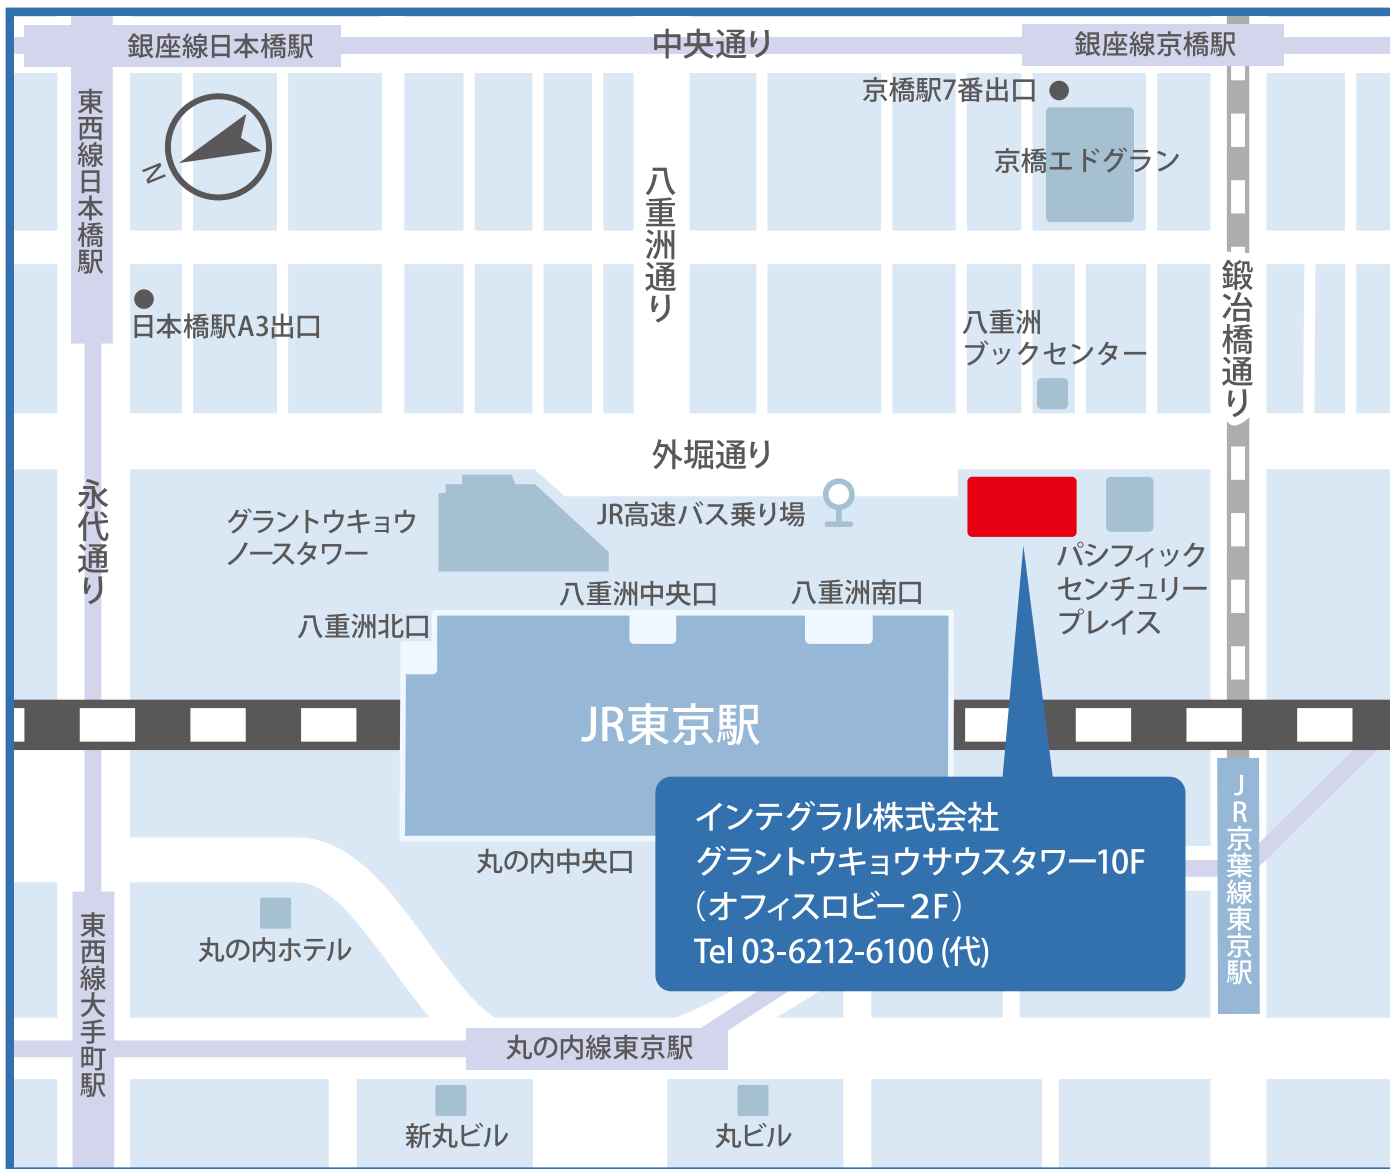 銀座線日本橋駅
中央通り
銀座線京橋駅
京橋駅7番出口
東西線日本橋駅
N
京橋エドグラン
八重洲通り
鍛冶橋通り
日本橋駅A3出口
八重洲
ブックセンター
外堀通り
永代通り
グラントウキョウ
ノースタワー
JR高速バス乗り場
パシフィック
センチュリー
プレイス
八重洲中央口
八重洲南口
八重洲北口
JR東京駅
インテグラル株式会社
グラントウキョウサウスタワー10F
（オフィスロビー2F）
Tel 03-6212-6100 (代)
JR京葉線東京駅
丸の内中央口
丸の内ホテル
東西線大手町駅
丸の内線東京駅
新丸ビル
丸ビル